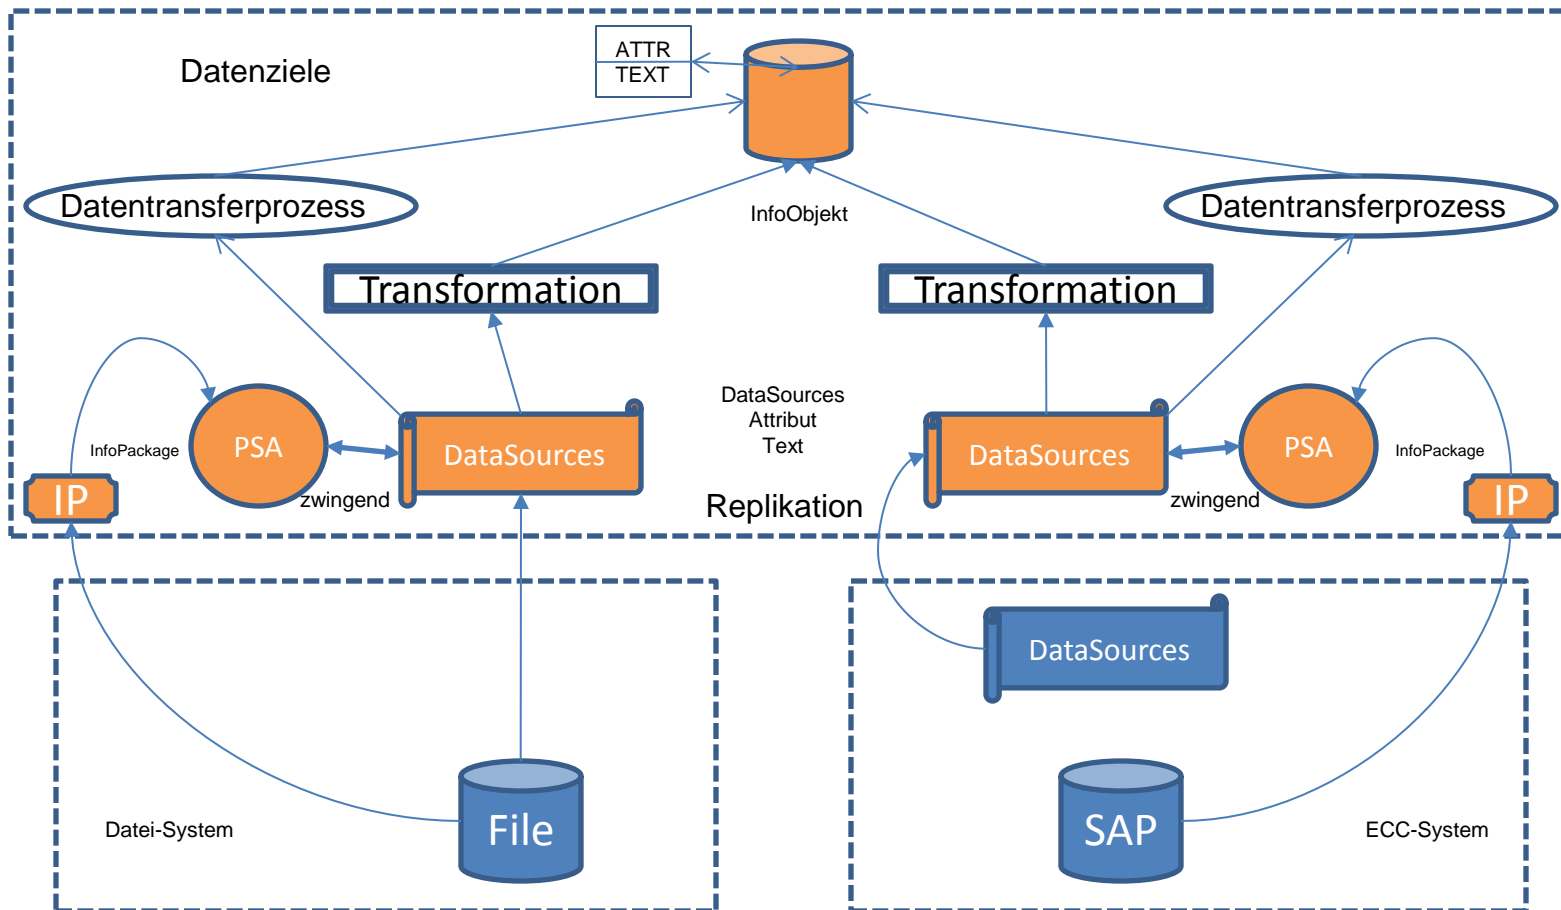 ATTR
TEXT
Datenziele
Datentransferprozess
InfoObjekt
Datentransferprozess
Transformation
Transformation
DataSources
Attribut
Text
InfoPackage
PSA
DataSources
DataSources
PSA
InfoPackage
IP
zwingend
Replikation
zwingend
IP
DataSources
Datei-System
File
SAP
ECC-System